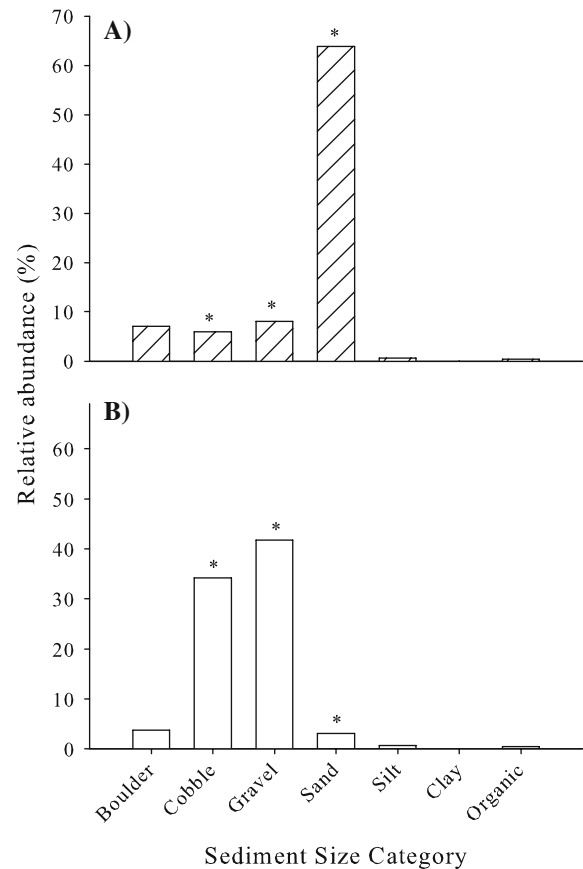 A)
70
60
50
40
30
20
10
0
*
*
*
B)
60
50
40
30
20
10
0
*
*
*
Relative abundance (%)
Boulder
Cobble
Gravel
Sand
Silt
Clay
Organic
Sediment Size Category